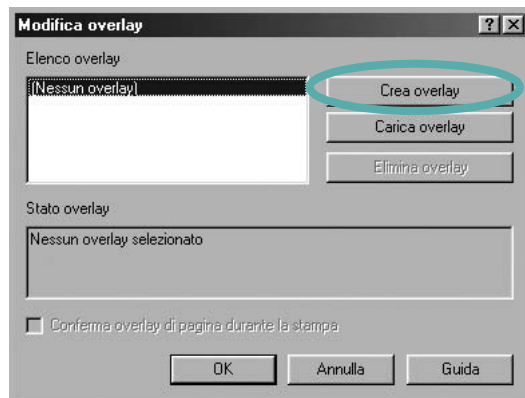 Modifica overlay
Elenco overlay
(Nessun overlay)
Crea overlay
Carica overlay
Elimina overlay
Stato overlay
Nessun overlay selezionato
Conferma overlay di pagina durante la stampa
OK Annulla Guida